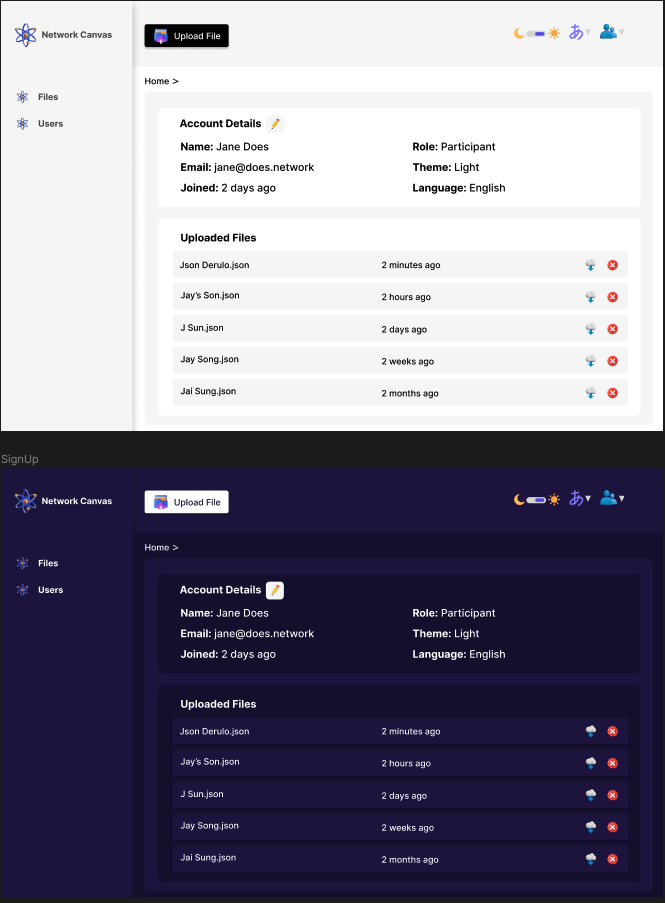 Network Canvas
Upload File
あ
Home >
Files
Users
Account Details
Name: Jane Does
Role: Participant
Email: jane@does.network
Theme: Light
Joined: 2 days ago
Language: English
Uploaded Files
Json Derulo.json 2 minutes ago
Jay's Son.json 2 hours ago
J Sun.json 2 days ago
Jay Song.json 2 weeks ago
Jai Sung.json 2 months ago
SignUp
Network Canvas
Upload File
あ
Home >
Files
Users
Account Details
Name: Jane Does
Role: Participant
Email: jane@does.network
Theme: Light
Joined: 2 days ago
Language: English
Uploaded Files
Json Derulo.json 2 minutes ago
Jay's Son.json 2 hours ago
J Sun.json 2 days ago
Jay Song.json 2 weeks ago
Jai Sung.json 2 months ago